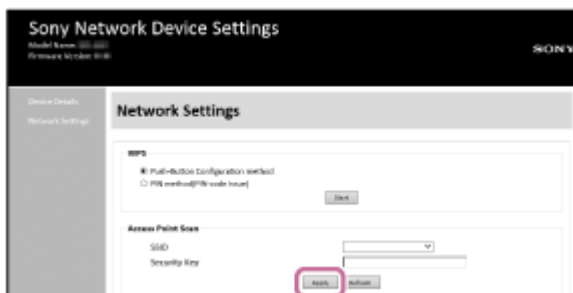 Sony Network Device Settings
Model Name:
Firmware Version:
SONY
Device Details
Network Settings
Network Settings
WPS
Push-Button Configuration method
PIN method(PIN-code issue)
Start
Access Point Scan
SSID
Security Key
Apply
Refresh